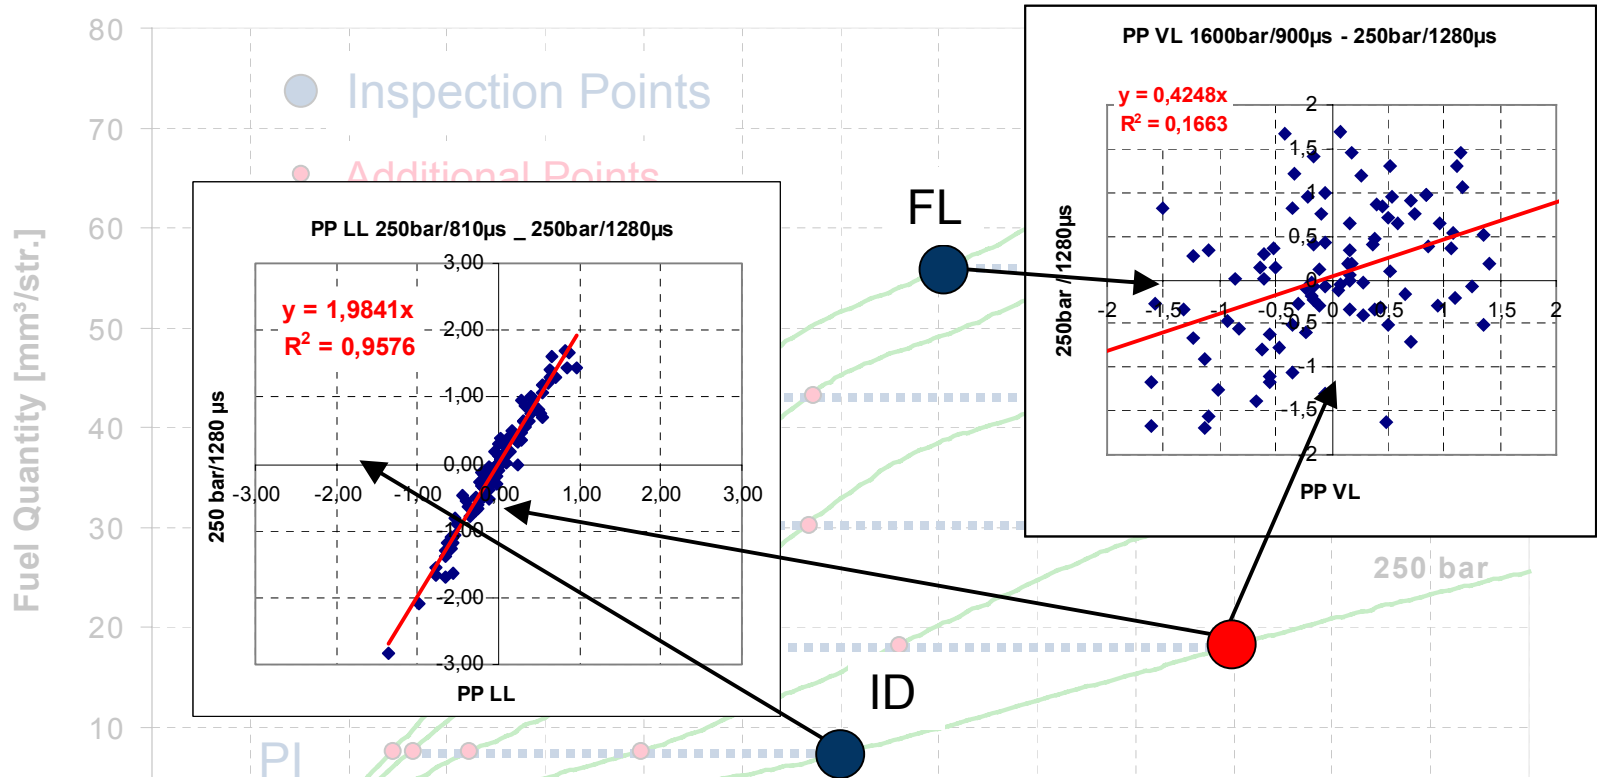 80
70
60
50
40
30
20
10
Fuel Quantity [mm³/str.]
Inspection Points
Additional Points
PI
FL
ID
250 bar
PP LL 250bar/810µs _ 250bar/1280µs
y = 1,9841x
R² = 0,9576
3,00
2,00
1,00
0,00
-1,00
-2,00
-3,00
-3,00 -2,00 -1,00 0,00 1,00 2,00 3,00
250 bar/1280 µs
PP LL
PP VL 1600bar/900µs - 250bar/1280µs
y = 0,4248x
R² = 0,1663
2
1,5
1
0,5
0
-0,5
-1
-1,5
-2
-2 -1,5 -1 -0,5 0 0,5 1 1,5 2
250bar /1280µs
PP VL